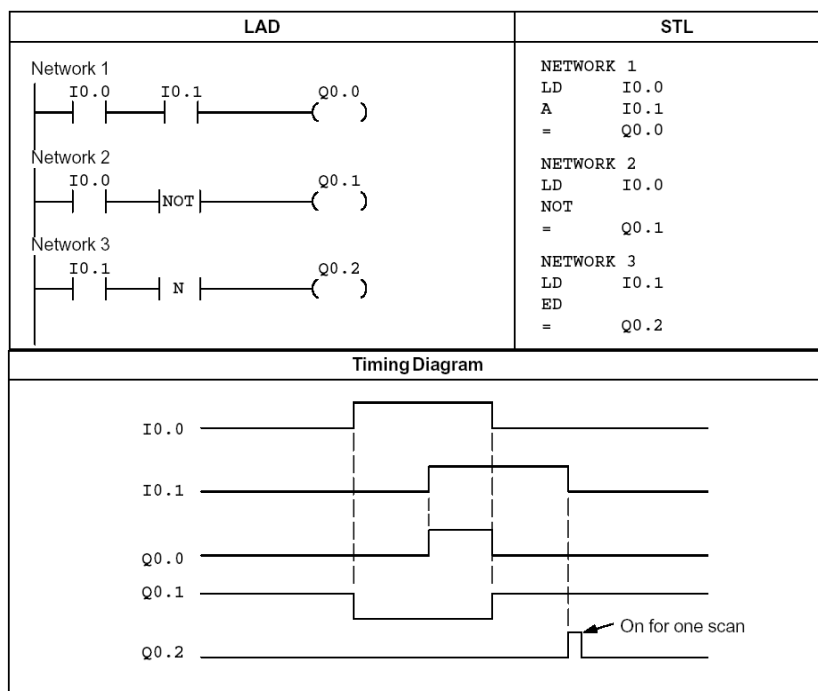 LAD
STL
Network 1
I0.0 I0.1 Q0.0
Network 2
I0.0 NOT Q0.1
Network 3
I0.1 N Q0.2
NETWORK 1
LD I0.0
A I0.1
= Q0.0
NETWORK 2
LD I0.0
NOT
= Q0.1
NETWORK 3
LD I0.1
ED
= Q0.2
Timing Diagram
I0.0
I0.1
Q0.0
Q0.1
On for one scan
Q0.2